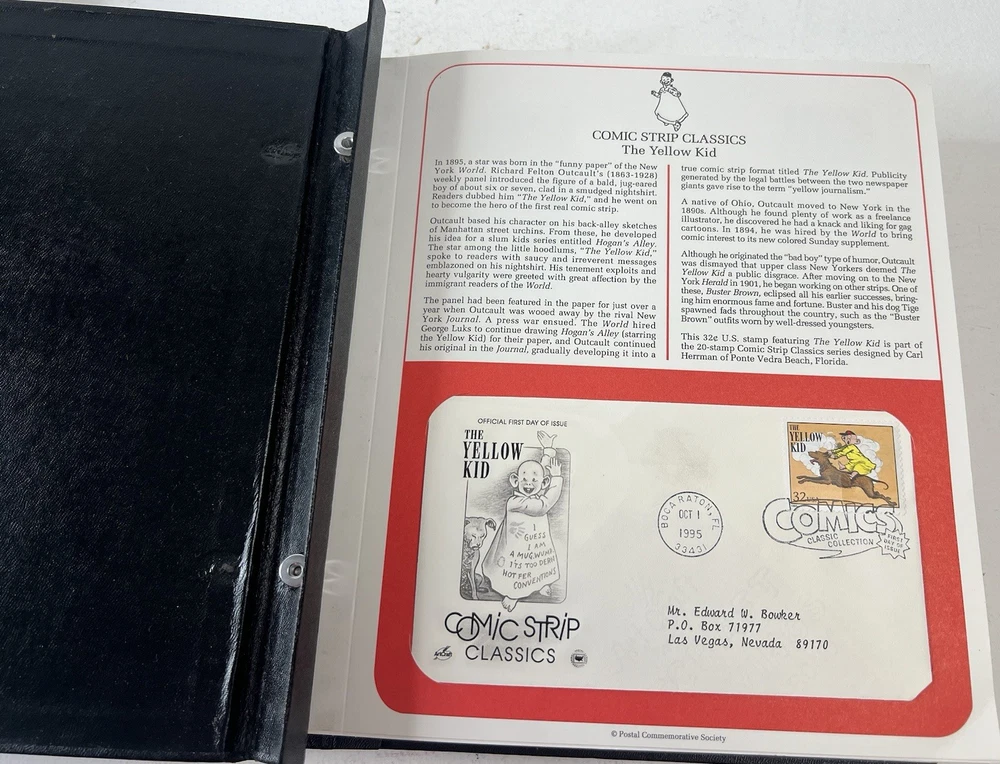 COMIC STRIP CLASSICS
The Yellow Kid
In 1895, a star was born in the "funny paper" of the New
York World. Richard Felton Outcault's (1863-1928)
weekly panel introduced the figure of a bald, jug-eared
boy of about six or seven, clad in a smudged nightshirt.
Readers dubbed him "The Yellow Kid," and he went on
to become the hero of the first real comic strip.
Outcault based his character on his back-alley sketches
of Manhattan street urchins. From these, he developed
his idea for a slum kids series entitled Hogan's Alley.
The star among the little hoodlums, "The Yellow Kid,"
spoke to readers with saucy and irreverent messages
emblazoned on his nightshirt. His tenement exploits and
hearty vulgarity were greeted with great affection by the
immigrant readers of the World.
The panel had been featured in the paper for just over a
year when Outcault was wooed away by the rival New
York Journal. A press war ensued. The World hired
George Luks to continue drawing Hogan's Alley (starring
the Yellow Kid) for their paper, and Outcault continued
his original in the Journal, gradually developing it into a
true comic strip format titled The Yellow Kid. Publicity
generated by the legal battles between the two newspaper
giants gave rise to the term "yellow journalism."
A native of Ohio, Outcault moved to New York in the
1890s. Although he found plenty of work as a freelance
illustrator, he discovered he had a knack and liking for gag
cartoons. In 1894, he was hired by the World to bring
comic interest to its new colored Sunday supplement.
Although he originated the "bad boy" type of humor, Outcault
was dismayed that upper class New Yorkers deemed The
Yellow Kid a public disgrace. After moving on to the New
York Herald in 1901, he began working on other strips. One of
these, Buster Brown, eclipsed all his earlier successes, bring-
ing him enormous fame and fortune. Buster and his dog Tige
spawned fads throughout the country, such as the "Buster
Brown" outfits worn by well-dressed youngsters.
This 32¢ U.S. stamp featuring The Yellow Kid is part of
the 20-stamp Comic Strip Classics series designed by Carl
Herrman of Ponte Vedra Beach, Florida.
OFFICIAL FIRST DAY OF ISSUE
THE
YELLOW
KID
I
GUESS
I AM
A MUG,WUMP
IT'S TOO DERN
HOT FER
CONVENTIONS
COMIC STRIP
CLASSICS
BOCA RATON, FL
OCT 1
1995
33431
THE
YELLOW
KID
32 USA
COMICS
CLASSIC
COLLECTION
FIRST
DAY OF
ISSUE
Mr. Edward W. Bowker
P.O. Box 71977
Las Vegas, Nevada 89170
© Postal Commemorative Society